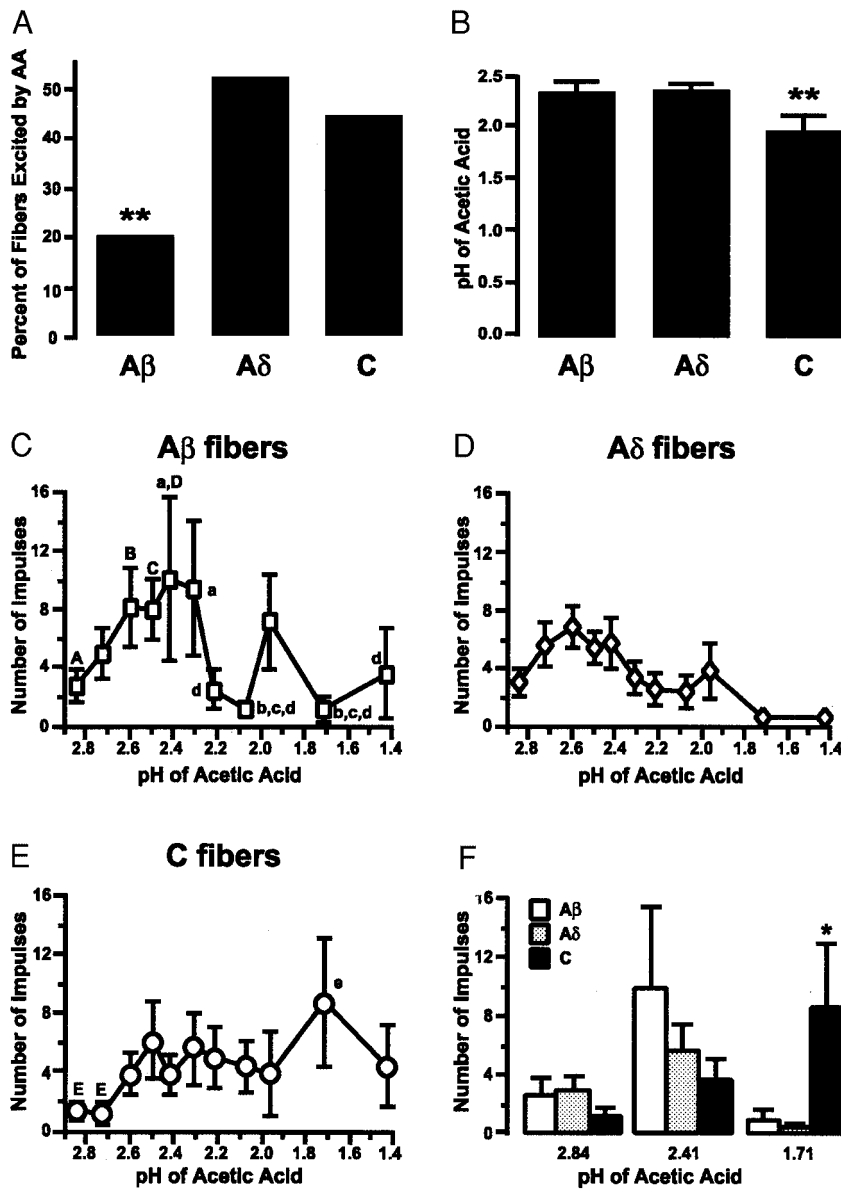 A
Percent of Fibers Excited by AA
50
40
50
30
20
10
0
**
Aβ
Aδ
C
B
pH of Acetic Acid
2.5
2.0
1.5
1.0
0.5
0.0
**
Aβ
Aδ
C
C
Aβ fibers
Number of Impulses
16
12
8
4
0
A
B
C
a,D
a
d
b,c,d
b,c,d
d
2.8
2.6
2.4
2.2
2.0
1.8
1.6
1.4
pH of Acetic Acid
D
Aδ fibers
Number of Impulses
16
12
8
4
0
2.8
2.6
2.4
2.2
2.0
1.8
1.6
1.4
pH of Acetic Acid
E
C fibers
Number of Impulses
16
12
8
4
0
E
E
e
2.8
2.6
2.4
2.2
2.0
1.8
1.6
1.4
pH of Acetic Acid
F
Number of Impulses
16
12
8
4
0
Aβ
Aδ
C
*
2.84
2.41
1.71
pH of Acetic Acid